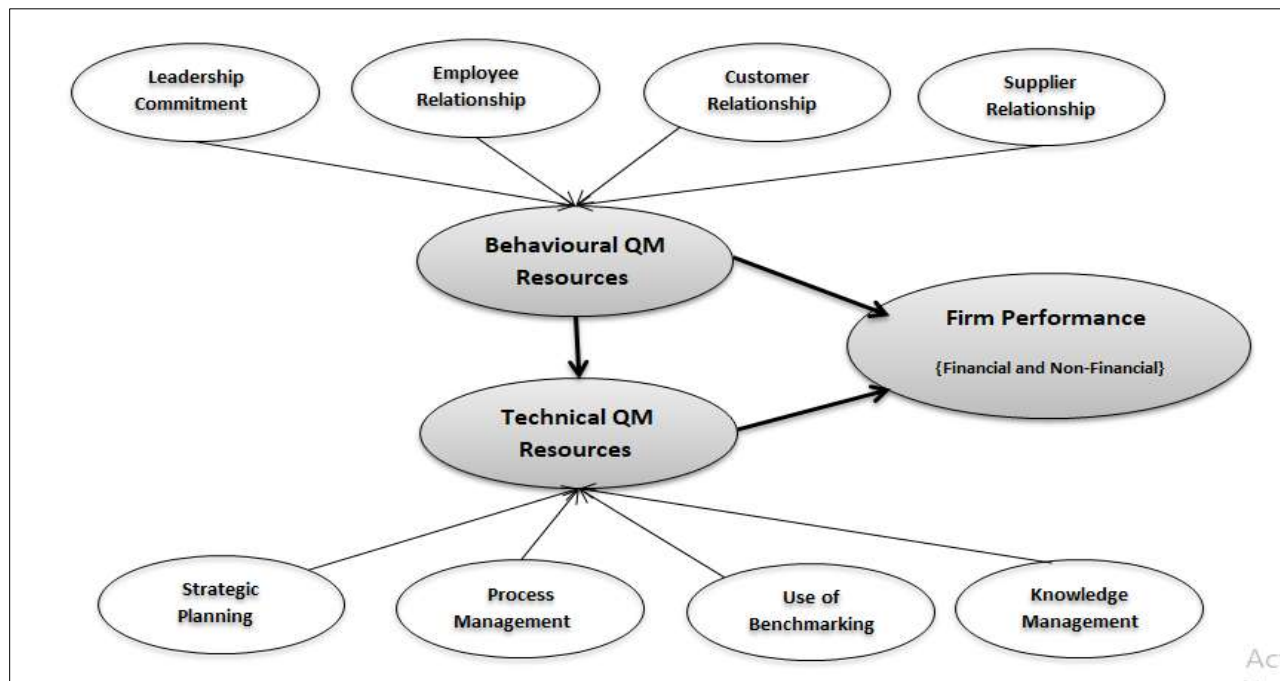 Leadership
Commitment
Employee
Relationship
Customer
Relationship
Supplier
Relationship
Behavioural QM
Resources
Firm Performance
{Financial and Non-Financial}
Technical QM
Resources
Strategic
Planning
Process
Management
Use of
Benchmarking
Knowledge
Management